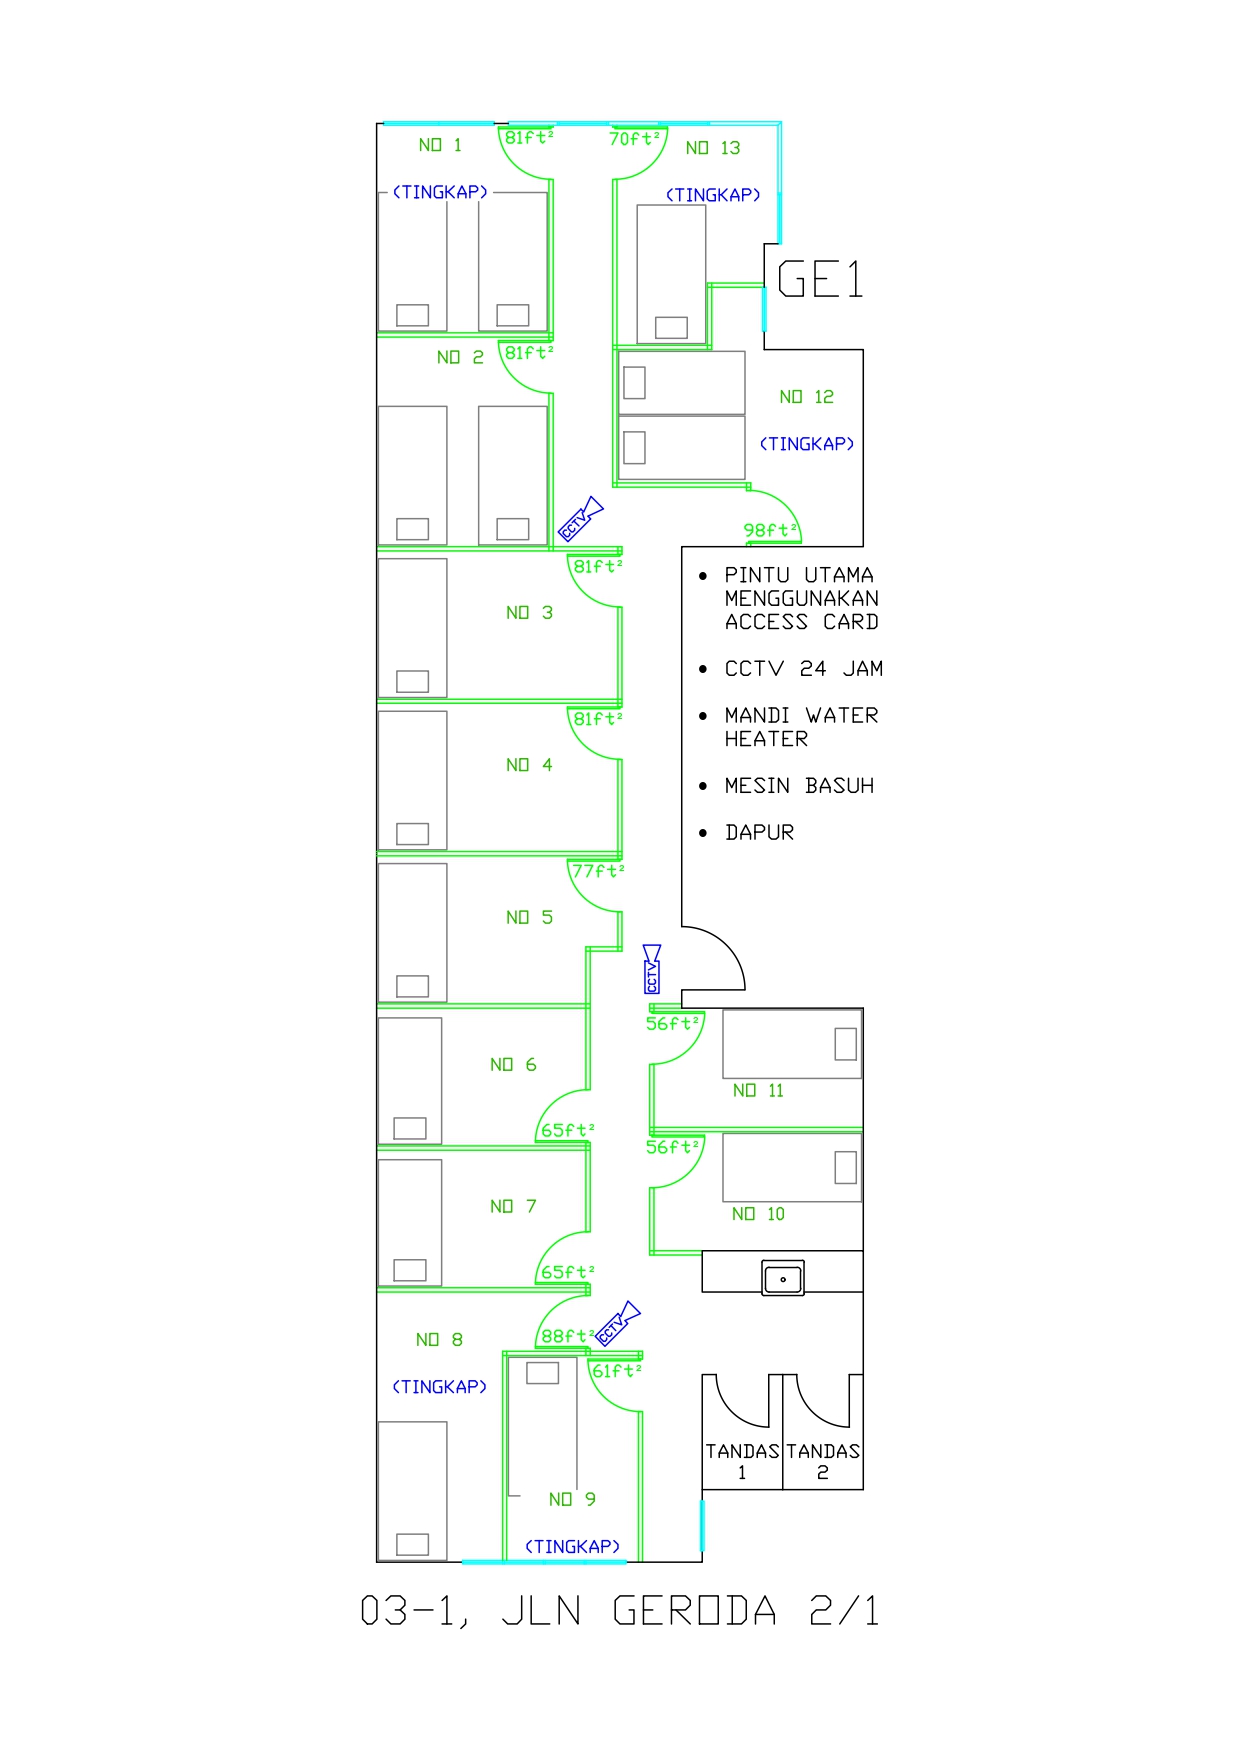 NO 1
81ft²
70ft²
NO 13
(TINGKAP)
(TINGKAP)
GE1
NO 2
81ft²
NO 12
(TINGKAP)
CCTV
98ft²
81ft²
NO 3
• PINTU UTAMA
MENGGUNAKAN
ACCESS CARD
• CCTV 24 JAM
• MANDI WATER
HEATER
• MESIN BASUH
• DAPUR
81ft²
NO 4
77ft²
NO 5
CCTV
56ft²
NO 6
NO 11
65ft²
56ft²
NO 7
NO 10
65ft²
NO 8
88ft²
CCTV
61ft²
(TINGKAP)
TANDAS
1
TANDAS
2
NO 9
(TINGKAP)
03-1, JLN GERODA 2/1